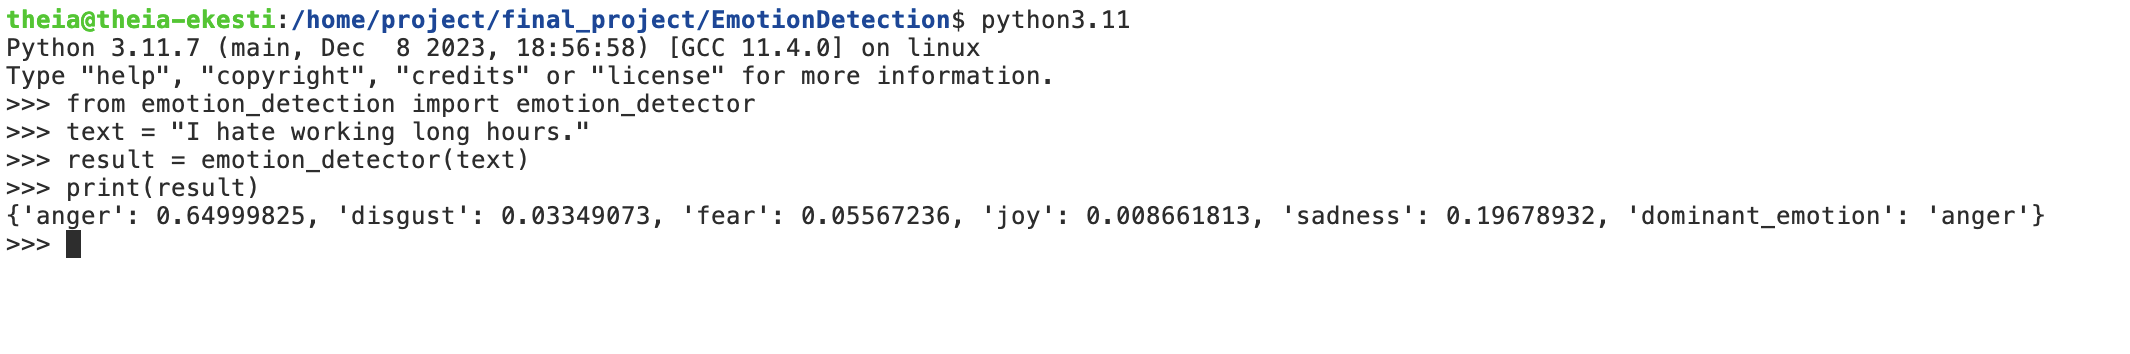 theia@theia-ekesti:/home/project/final_project/EmotionDetection$ python3.11
Python 3.11.7 (main, Dec  8 2023, 18:56:58) [GCC 11.4.0] on linux
Type "help", "copyright", "credits" or "license" for more information.
>>> from emotion_detection import emotion_detector
>>> text = "I hate working long hours."
>>> result = emotion_detector(text)
>>> print(result)
{'anger': 0.64999825, 'disgust': 0.03349073, 'fear': 0.05567236, 'joy': 0.008661813, 'sadness': 0.19678932, 'dominant_emotion': 'anger'}
>>>